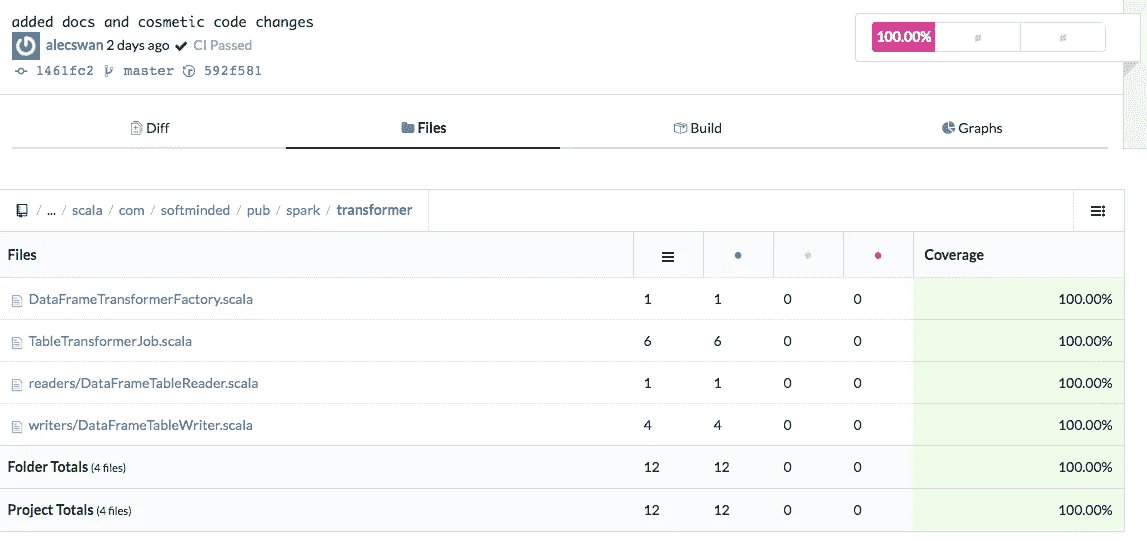 added docs and cosmetic code changes
alecswan 2 days ago ✔ CI Passed
1461fc2 master 592f581
100.00% ø ø
Diff Files Build Graphs
/ ... / scala / com / softminded / pub / spark / transformer
Files Coverage
DataFrameTransformerFactory.scala 1 1 0 0 100.00%
TableTransformerJob.scala 6 6 0 0 100.00%
readers/DataFrameTableReader.scala 1 1 0 0 100.00%
writers/DataFrameTableWriter.scala 4 4 0 0 100.00%
Folder Totals (4 files) 12 12 0 0 100.00%
Project Totals (4 files) 12 12 0 0 100.00%